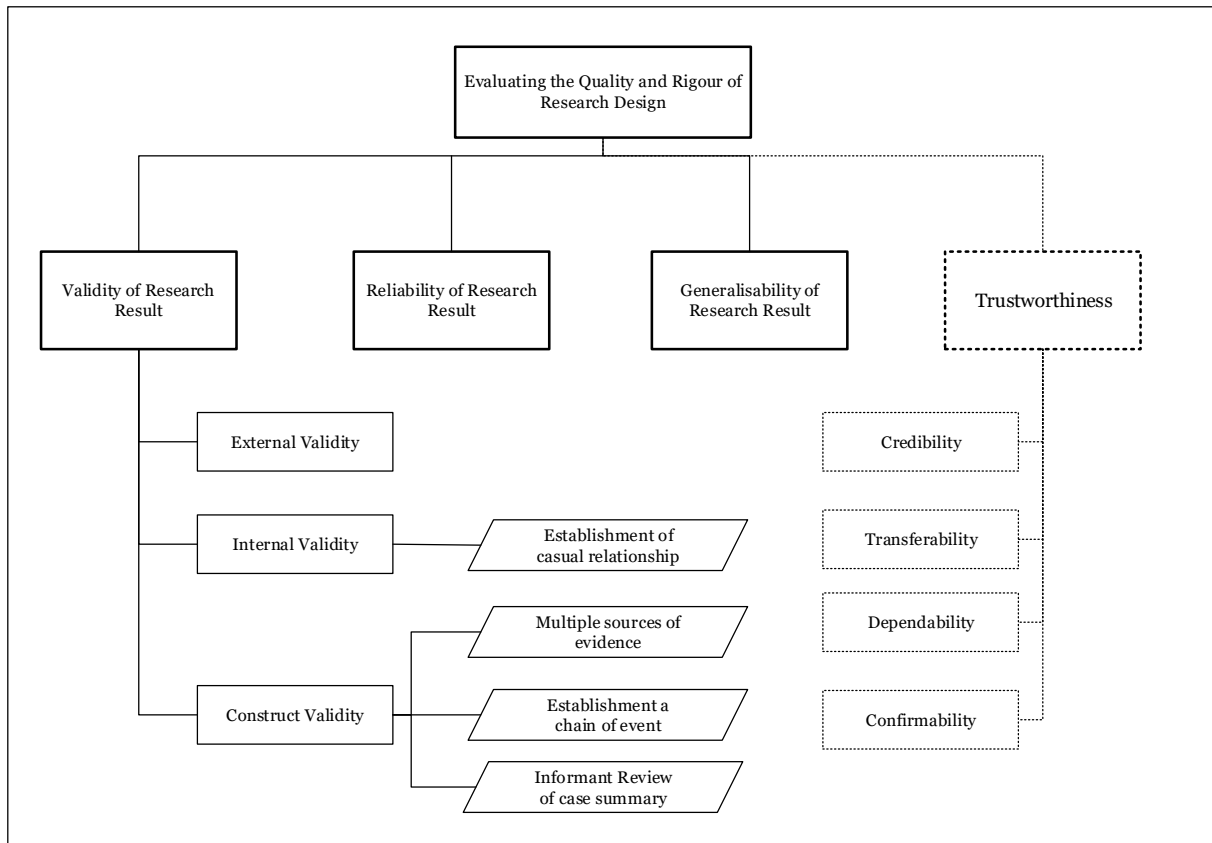 Evaluating the Quality and Rigour of
Research Design
Validity of Research
Result
Reliability of Research
Result
Generalisability of
Research Result
Trustworthiness
External Validity
Credibility
Internal Validity
Establishment of
casual relationship
Transferability
Multiple sources of
evidence
Dependability
Construct Validity
Establishment a
chain of event
Confirmability
Informant Review
of case summary